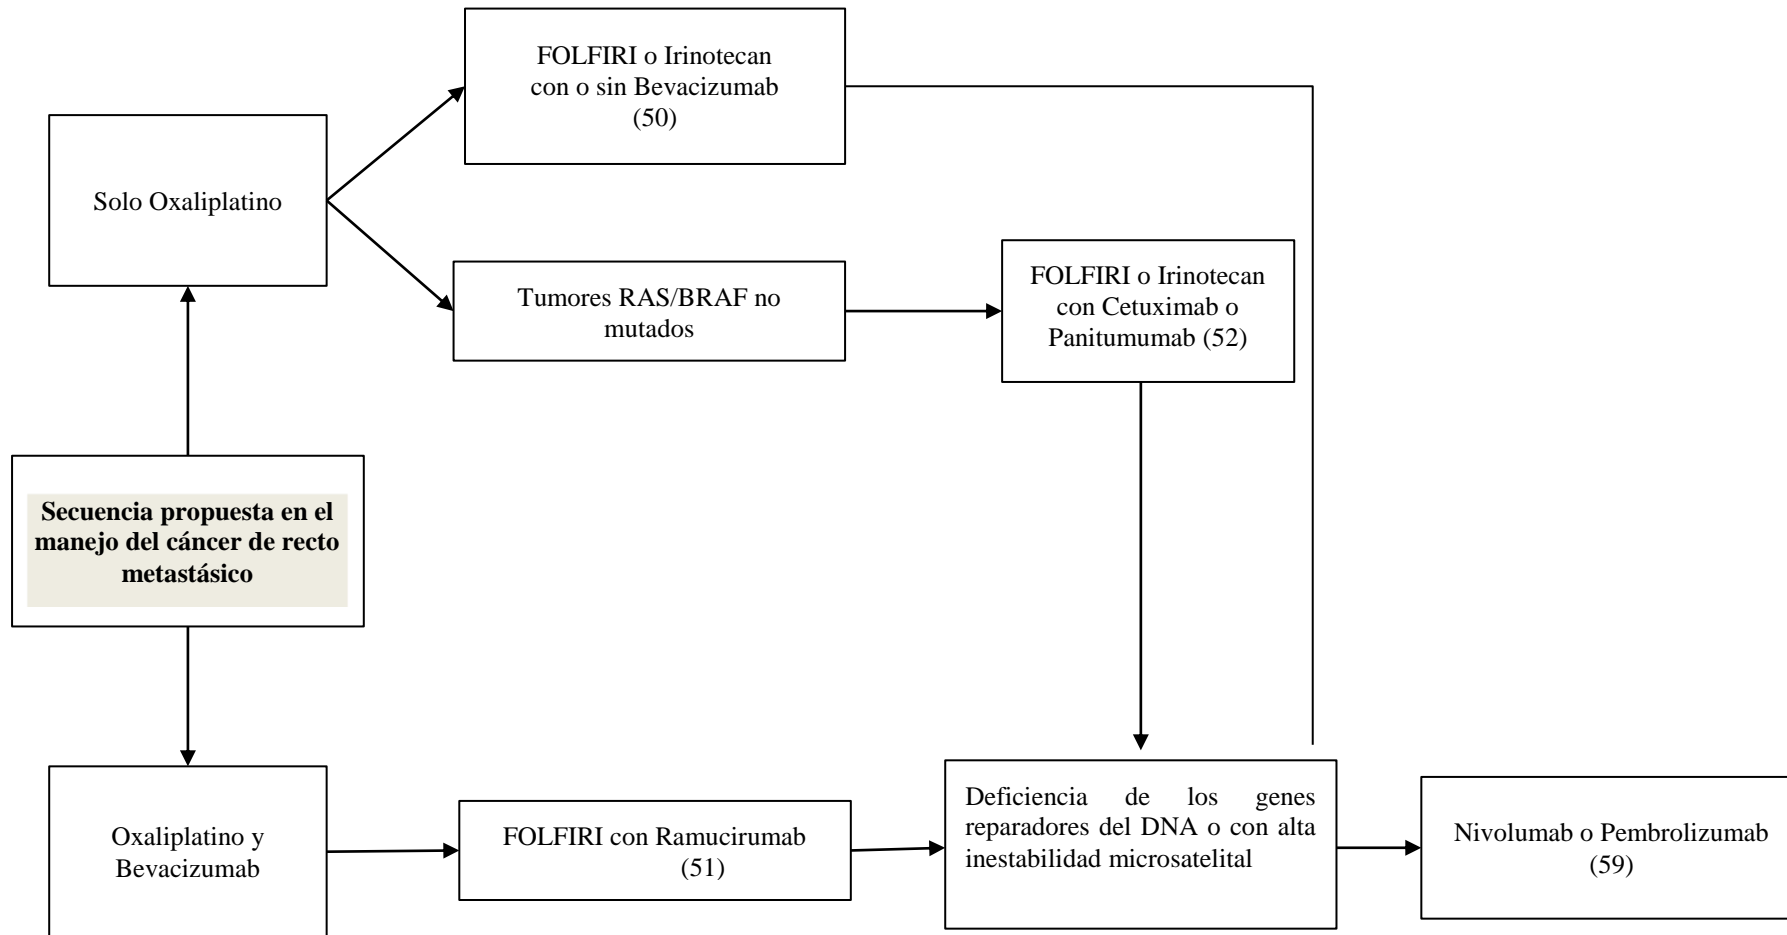 FOLFIRI o Irinotecan
con o sin Bevacizumab
(50)
Solo Oxaliplatino
Tumores RAS/BRAF no
mutados
FOLFIRI o Irinotecan
con Cetuximab o
Panitumumab (52)
Secuencia propuesta en el
manejo del cáncer de recto
metastásico
Oxaliplatino y
Bevacizumab
FOLFIRI con Ramucirumab
(51)
Deficiencia de los genes
reparadores del DNA o con alta
inestabilidad microsatelital
Nivolumab o Pembrolizumab
(59)